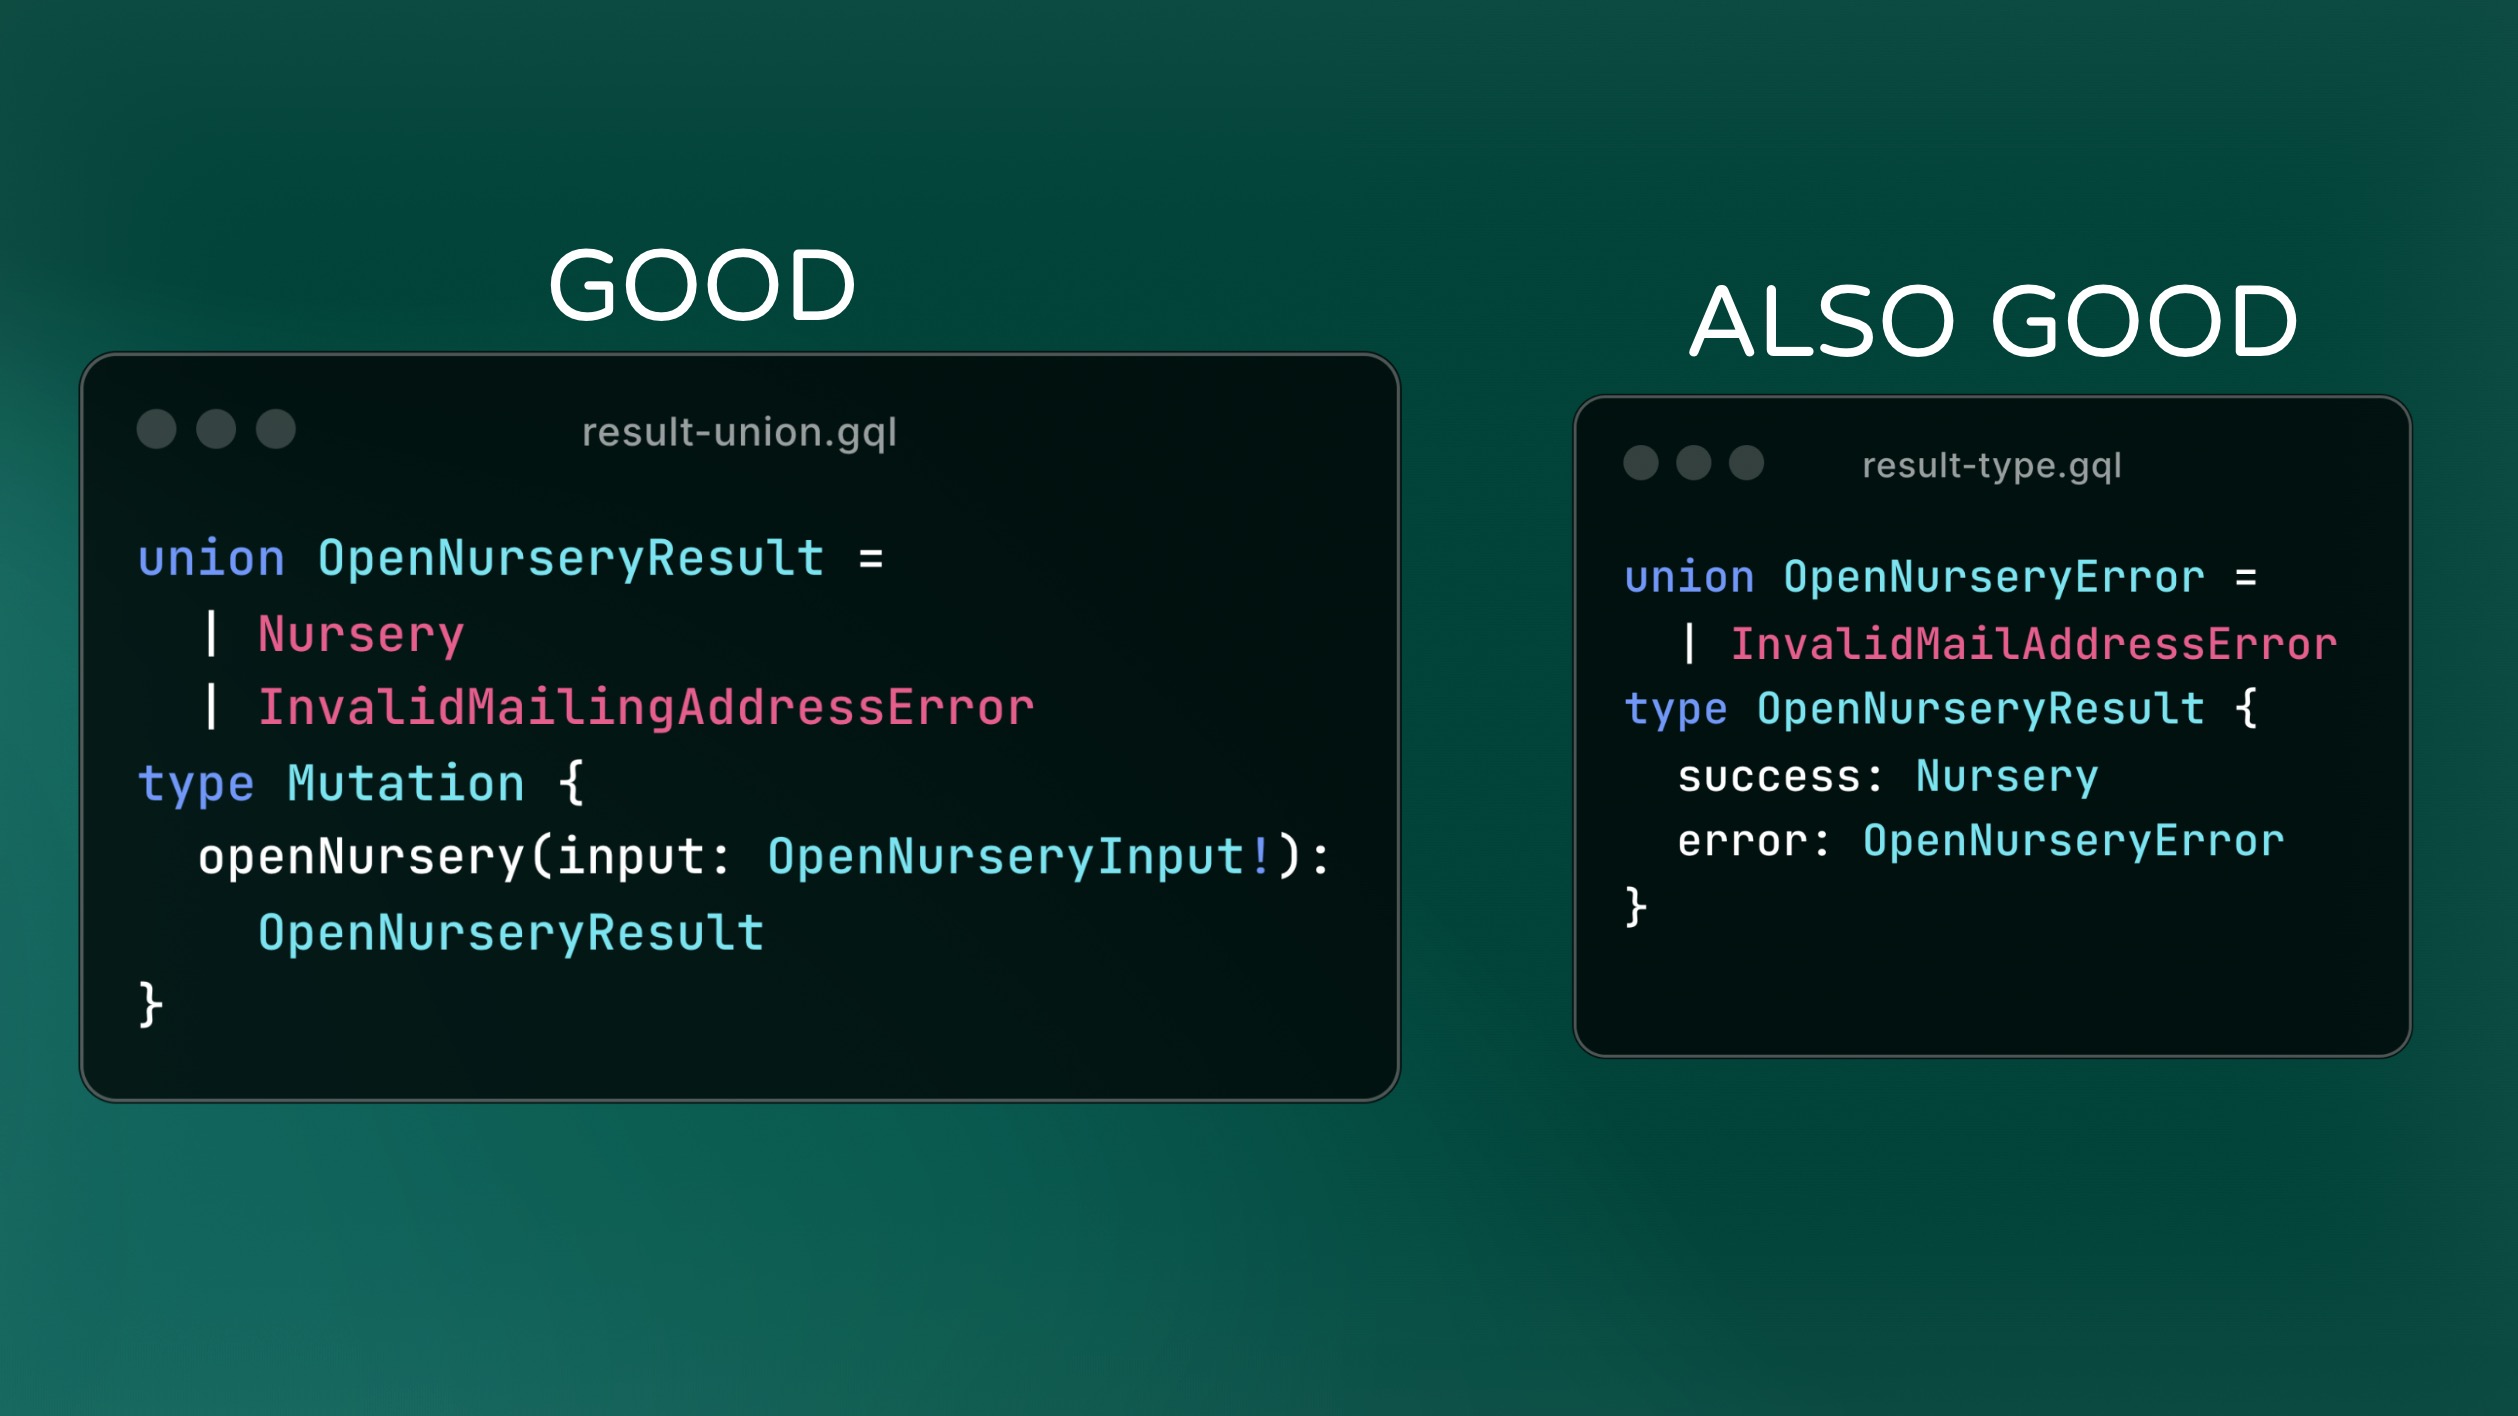 GOOD
result-union.gql
union OpenNurseryResult =
  | Nursery
  | InvalidMailingAddressError
type Mutation {
  openNursery(input: OpenNurseryInput!):
    OpenNurseryResult
}
ALSO GOOD
result-type.gql
union OpenNurseryError =
  | InvalidMailAddressError
type OpenNurseryResult {
  success: Nursery
  error: OpenNurseryError
}